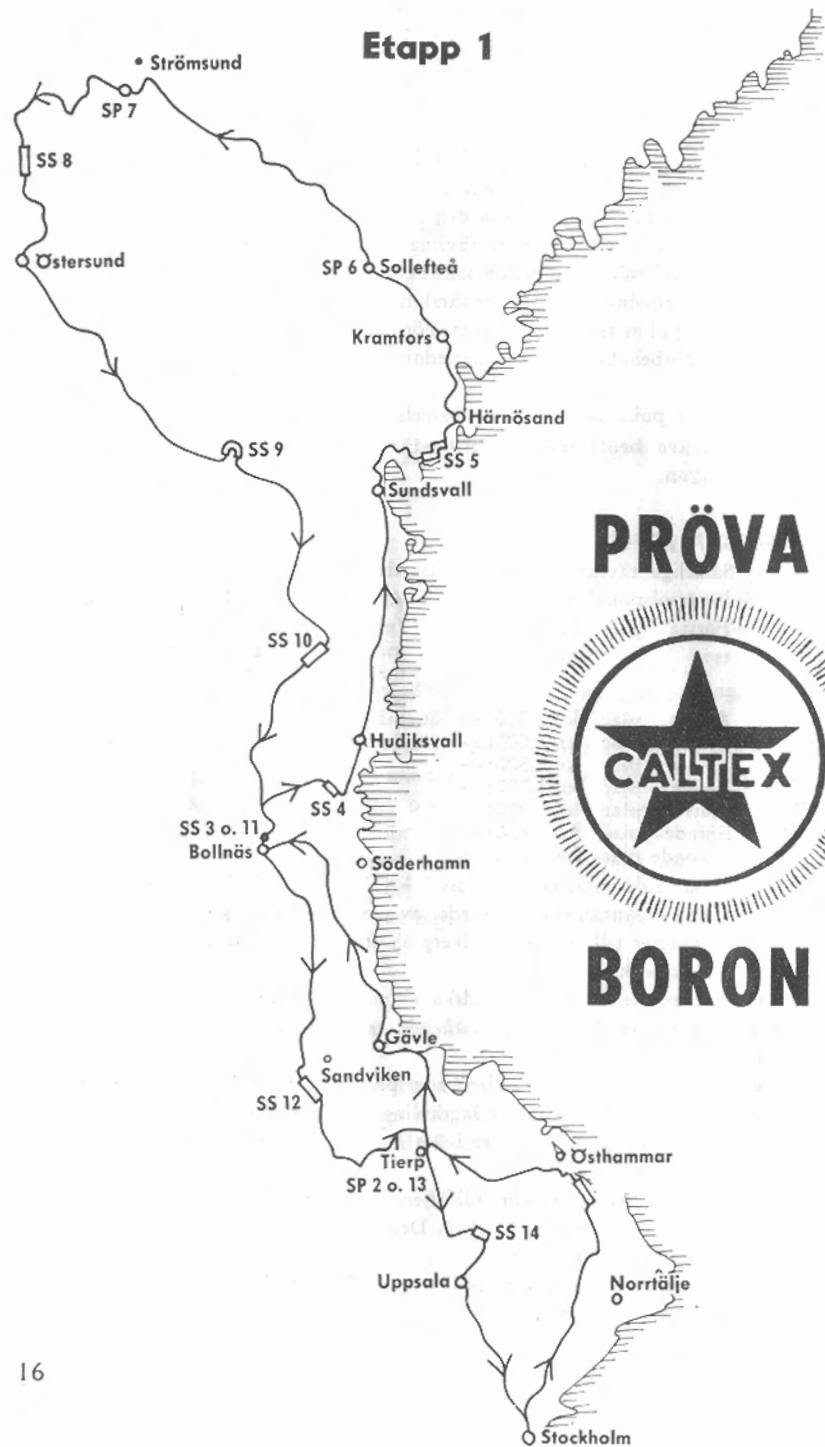 Etapp 1
Strömsund
SP 7
SS 8
Östersund
SP 6 Sollefteå
Kramfors
Härnösand
SS 9
SS 5
Sundsvall
PRÖVA
SS 10
Hudiksvall
CALTEX
SS 4
SS 3 o. 11
Bollnäs
Söderhamn
BORON
Gävle
Sandviken
SS 12
Tierp
Östhammar
SP 2 o. 13
SS 14
Uppsala
Norrtälje
16
Stockholm